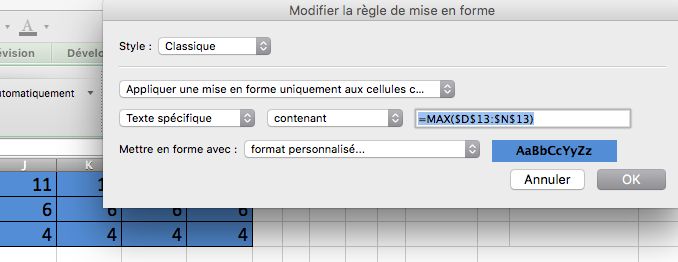 Modifier la règle de mise en forme
Style : Classique
évision Dévelo
Appliquer une mise en forme uniquement aux cellules c...
utomatiquement
Texte spécifique contenant =MAX($D$13:$N$13)
Mettre en forme avec : format personnalisé... AaBbCcYyZz
Annuler OK
J K
11
6 6 6 6
4 4 4 4